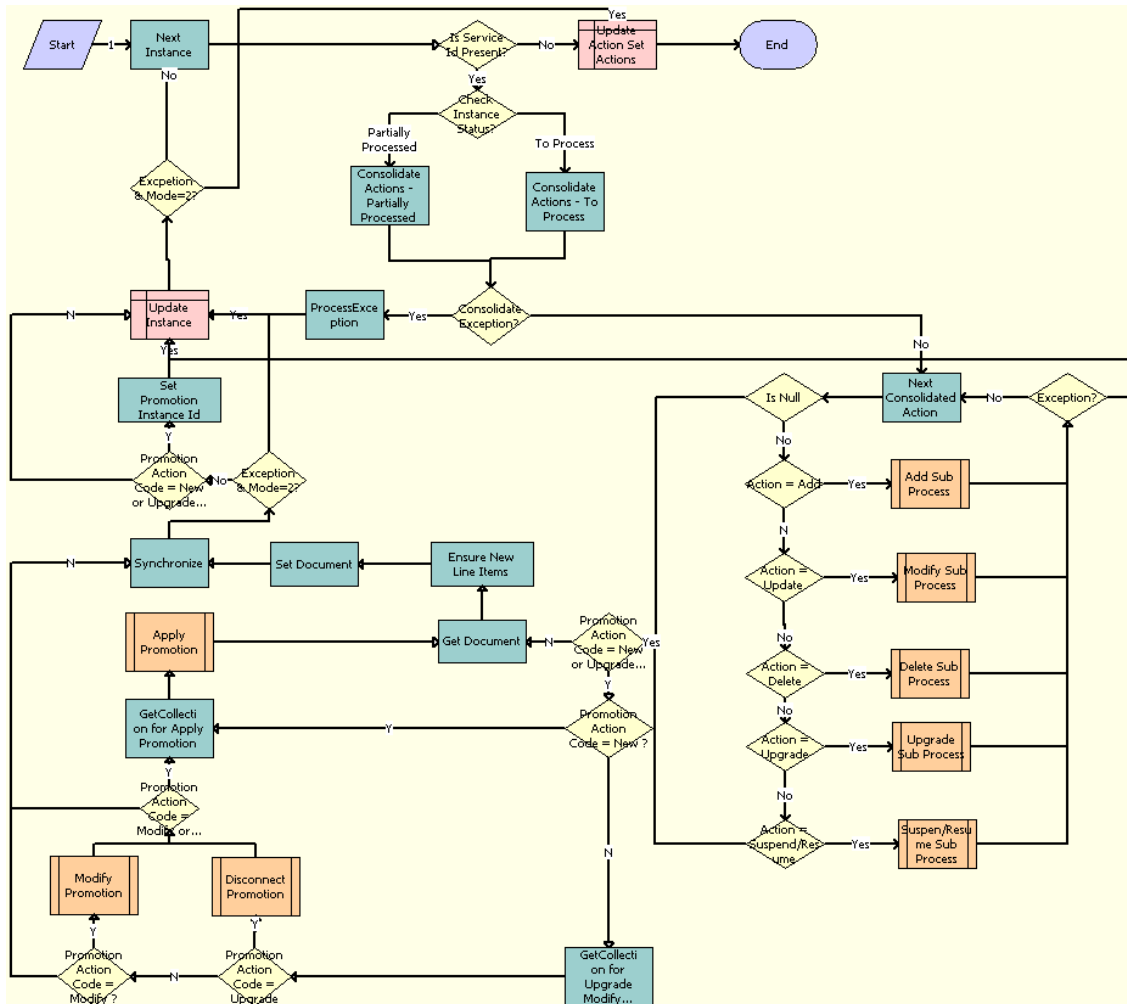 Yes
Start
1
Next
Instance
Is Service
Id Present?
No
Update
Action Set
Actions
End
No
Yes
Check
Instance
Status?
Partially
Processed
To Process
Excpetion
& Mode=2?
Consolidate
Actions -
Partially
Processed
Consolidate
Actions - To
Process
N
Update
Instance
Yes
ProcessExce
ption
Yes
Consolidate
Exception?
No
Yes
Set
Promotion
Instance Id
Is Null
Next
Consolidated
Action
No
Exception?
Y
No
Promotion
Action
Code = New
or Upgrade...
No
Exception
& Mode=2?
Action = Add
Yes
Add Sub
Process
N
N
Synchronize
Set Document
Ensure New
Line Items
Action =
Update
Yes
Modify Sub
Process
Apply
Promotion
Get Document
N
Promotion
Action
Code = New
or Upgrade...
Yes
No
Action =
Delete
Yes
Delete Sub
Process
Y
No
GetCollecti
on for Apply
Promotion
Y
Promotion
Action
Code = New ?
Action =
Upgrade
Yes
Upgrade
Sub Process
Y
No
Promotion
Action
Code =
Modify or...
Action =
Suspend/Res
ume
Yes
Suspen/Resu
me Sub
Process
N
Modify
Promotion
Disconnect
Promotion
Y
Y
Promotion
Action
Code =
Modify ?
N
Promotion
Action
Code =
Upgrade
GetCollecti
on for
Upgrade
Modify...